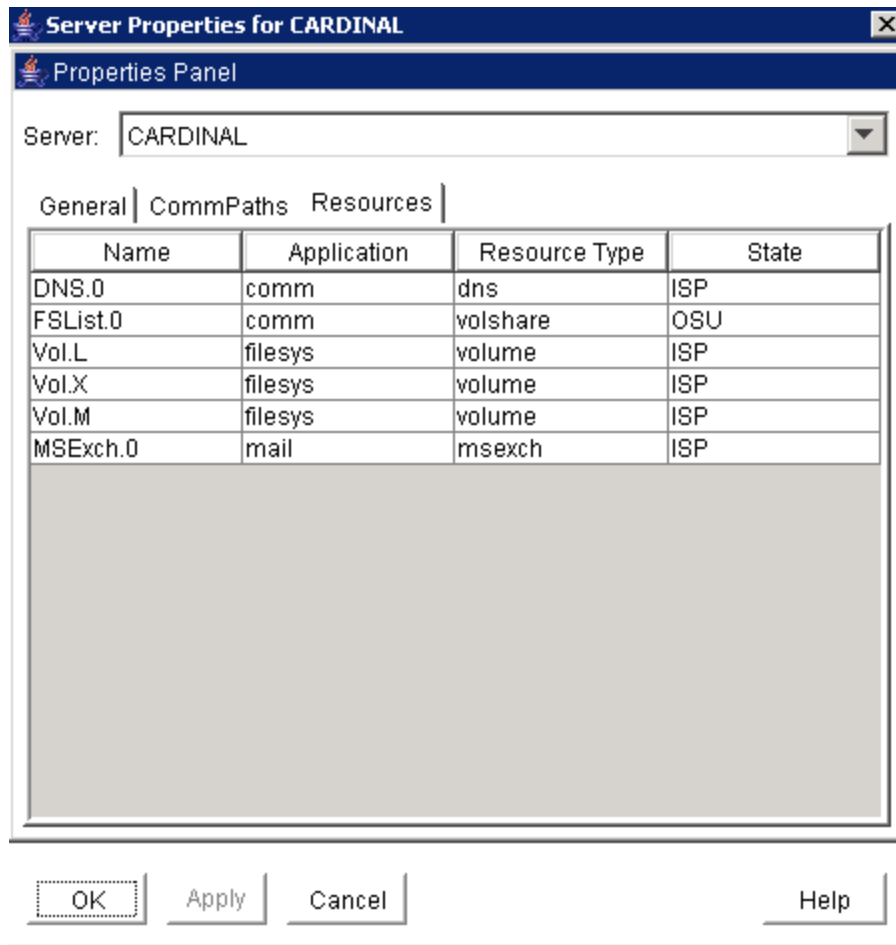 Server Properties for CARDINAL
Properties Panel
Server: CARDINAL
General CommPaths Resources
Name Application Resource Type State
DNS.0 comm dns ISP
FSList.0 comm volshare OSU
Vol.L filesys volume ISP
Vol.X filesys volume ISP
Vol.M filesys volume ISP
MSExch.0 mail msexch ISP
OK Apply Cancel Help